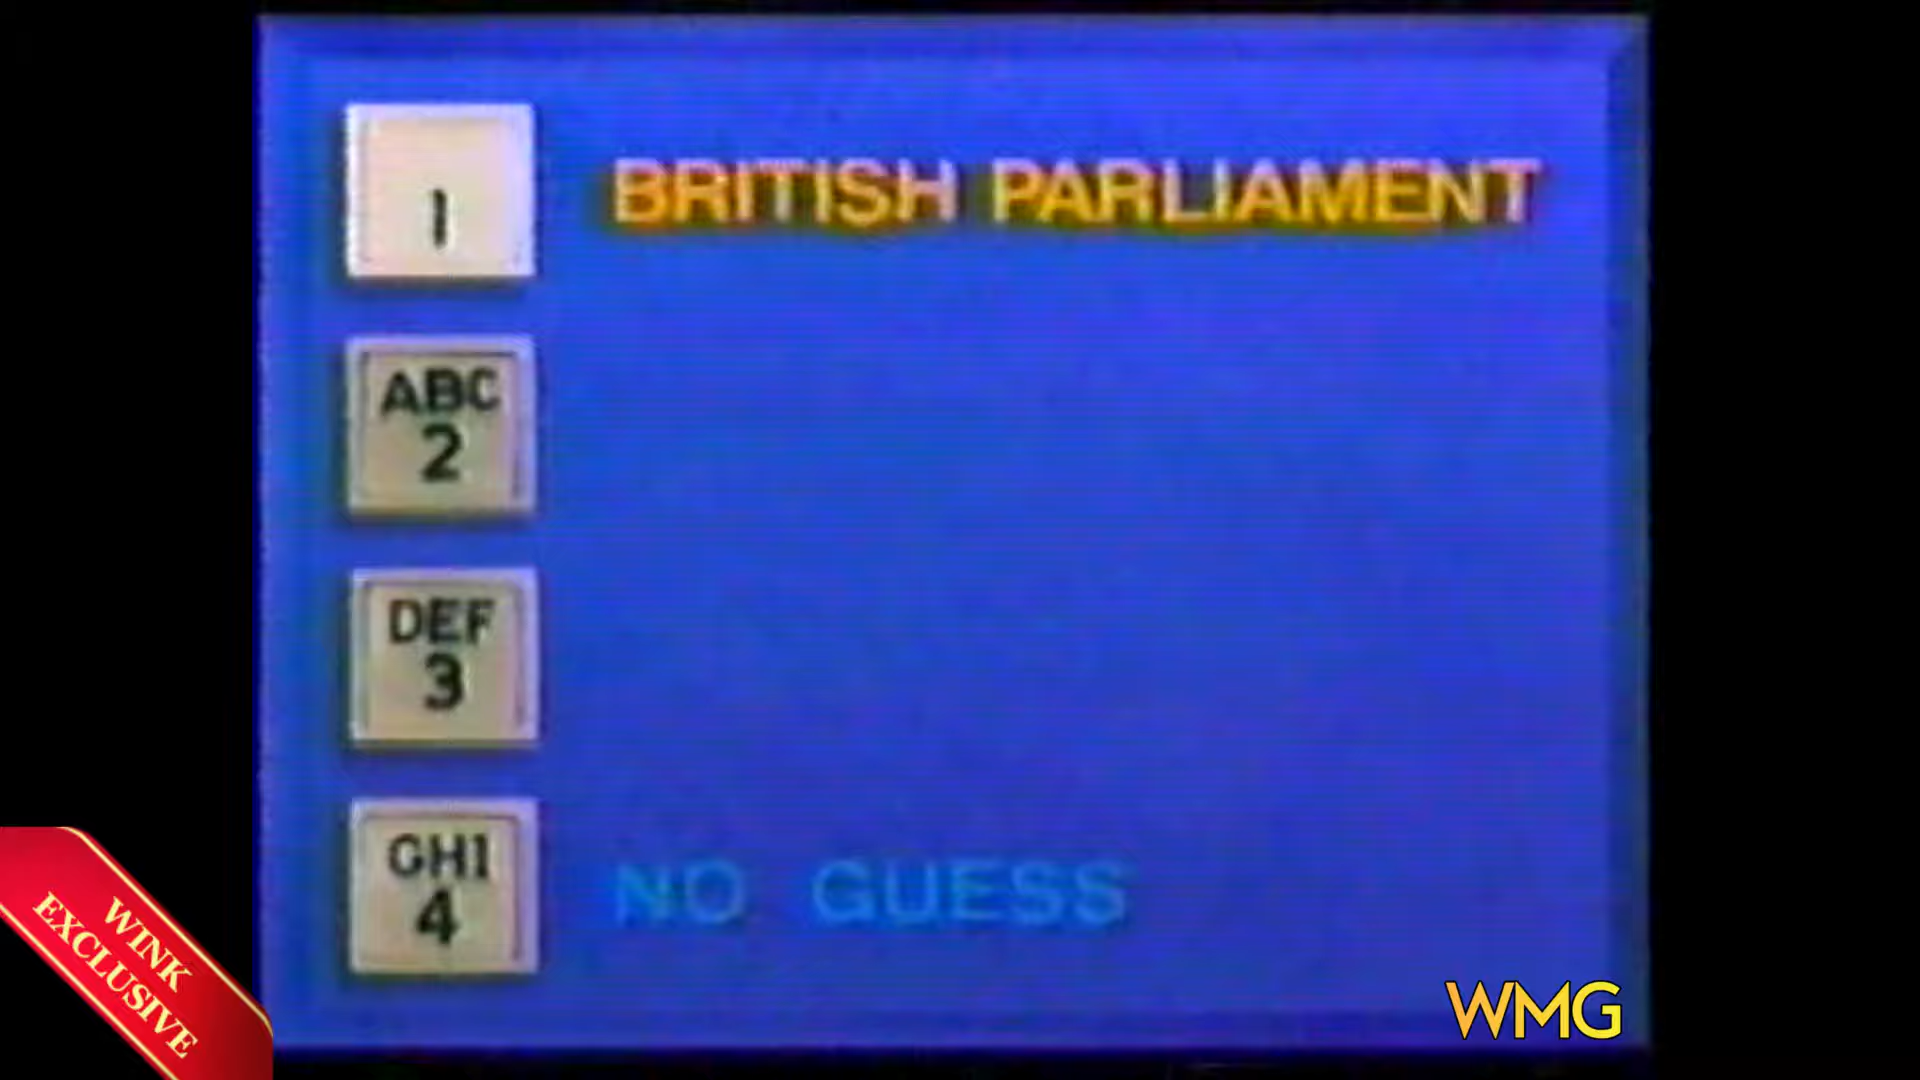 1 BRITISH PARLIAMENT
ABC
2
DEF
3
GHI
4 NO GUESS
WINK
EXCLUSIVE
WMG